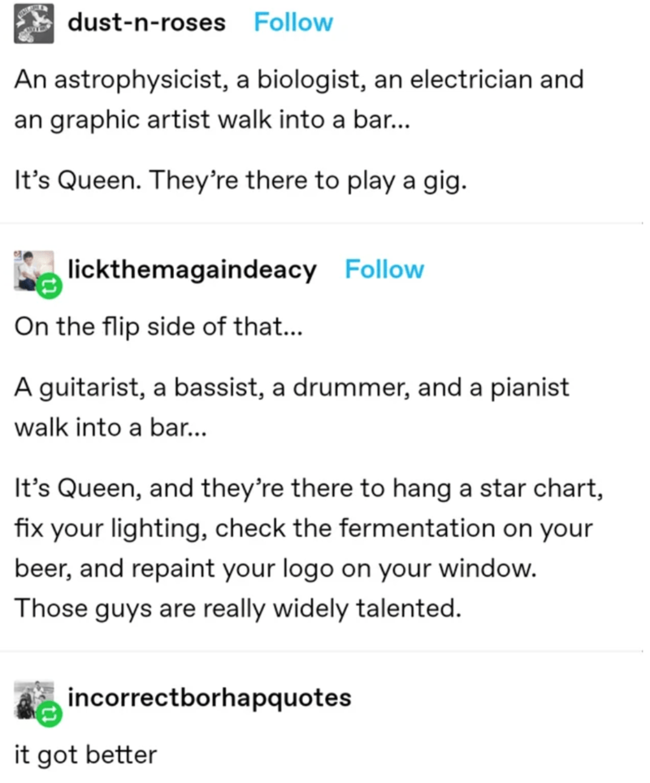 dust-n-roses Follow
An astrophysicist, a biologist, an electrician and
an graphic artist walk into a bar...
It's Queen. They're there to play a gig.
lickthemagaindeacy Follow
On the flip side of that...
A guitarist, a bassist, a drummer, and a pianist
walk into a bar...
It's Queen, and they're there to hang a star chart,
fix your lighting, check the fermentation on your
beer, and repaint your logo on your window.
Those guys are really widely talented.
incorrectborhapquotes
it got better